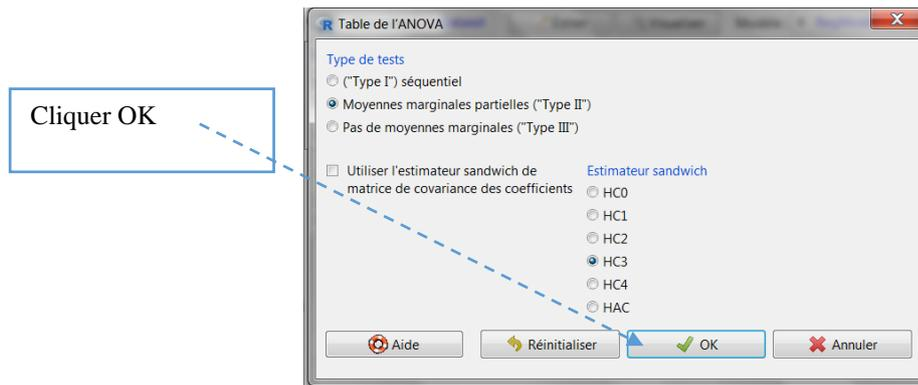 Table de l'ANOVA
Type de tests
("Type I") séquentiel
Moyennes marginales partielles ("Type II")
Pas de moyennes marginales ("Type III")
Cliquer OK
Utiliser l'estimateur sandwich de
matrice de covariance des coefficients
Estimateur sandwich
HC0
HC1
HC2
HC3
HC4
HAC
Aide
Réinitialiser
OK
Annuler